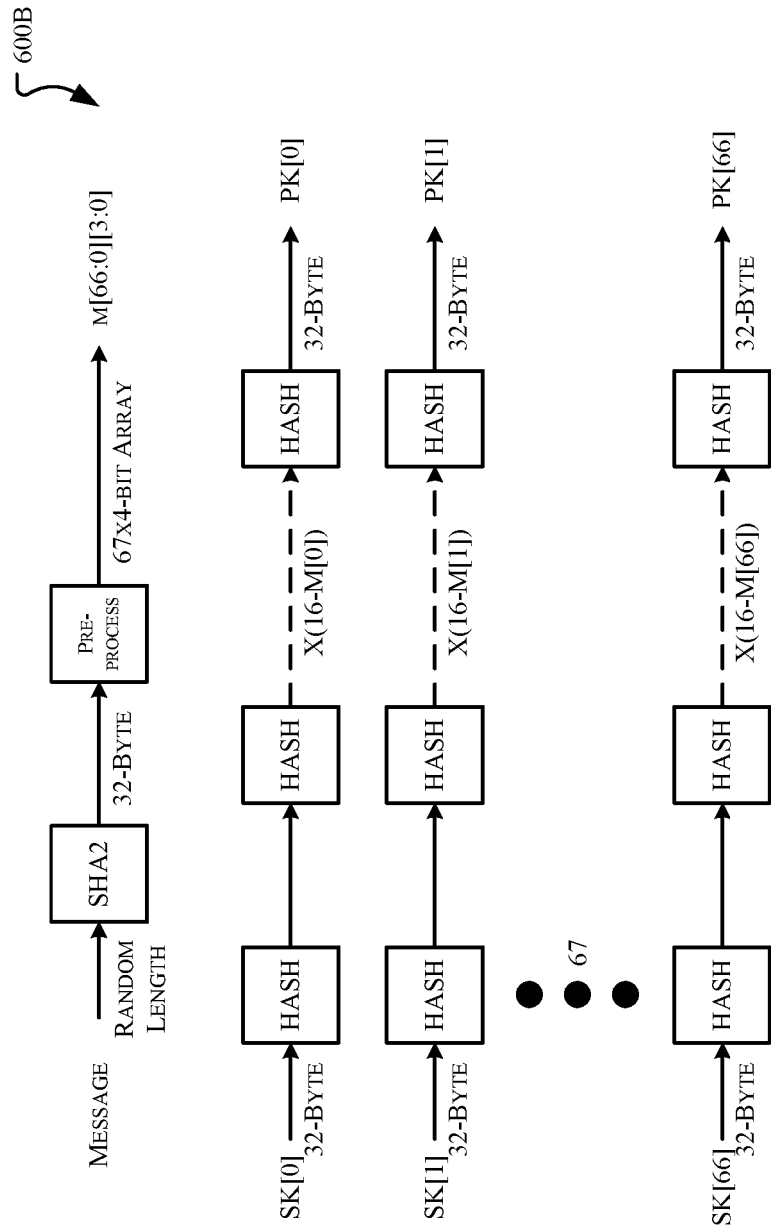 600B
MESSAGE
RANDOM
LENGTH
SHA2
32-BYTE
PRE-
PROCESS
67X4-BIT ARRAY
M[66:0][3:0]
SK[0]
32-BYTE
HASH
HASH
X(16-M[0])
HASH
32-BYTE
PK[0]
SK[1]
32-BYTE
HASH
HASH
X(16-M[1])
HASH
32-BYTE
PK[1]
67
SK[66]
32-BYTE
HASH
HASH
X(16-M[66])
HASH
32-BYTE
PK[66]